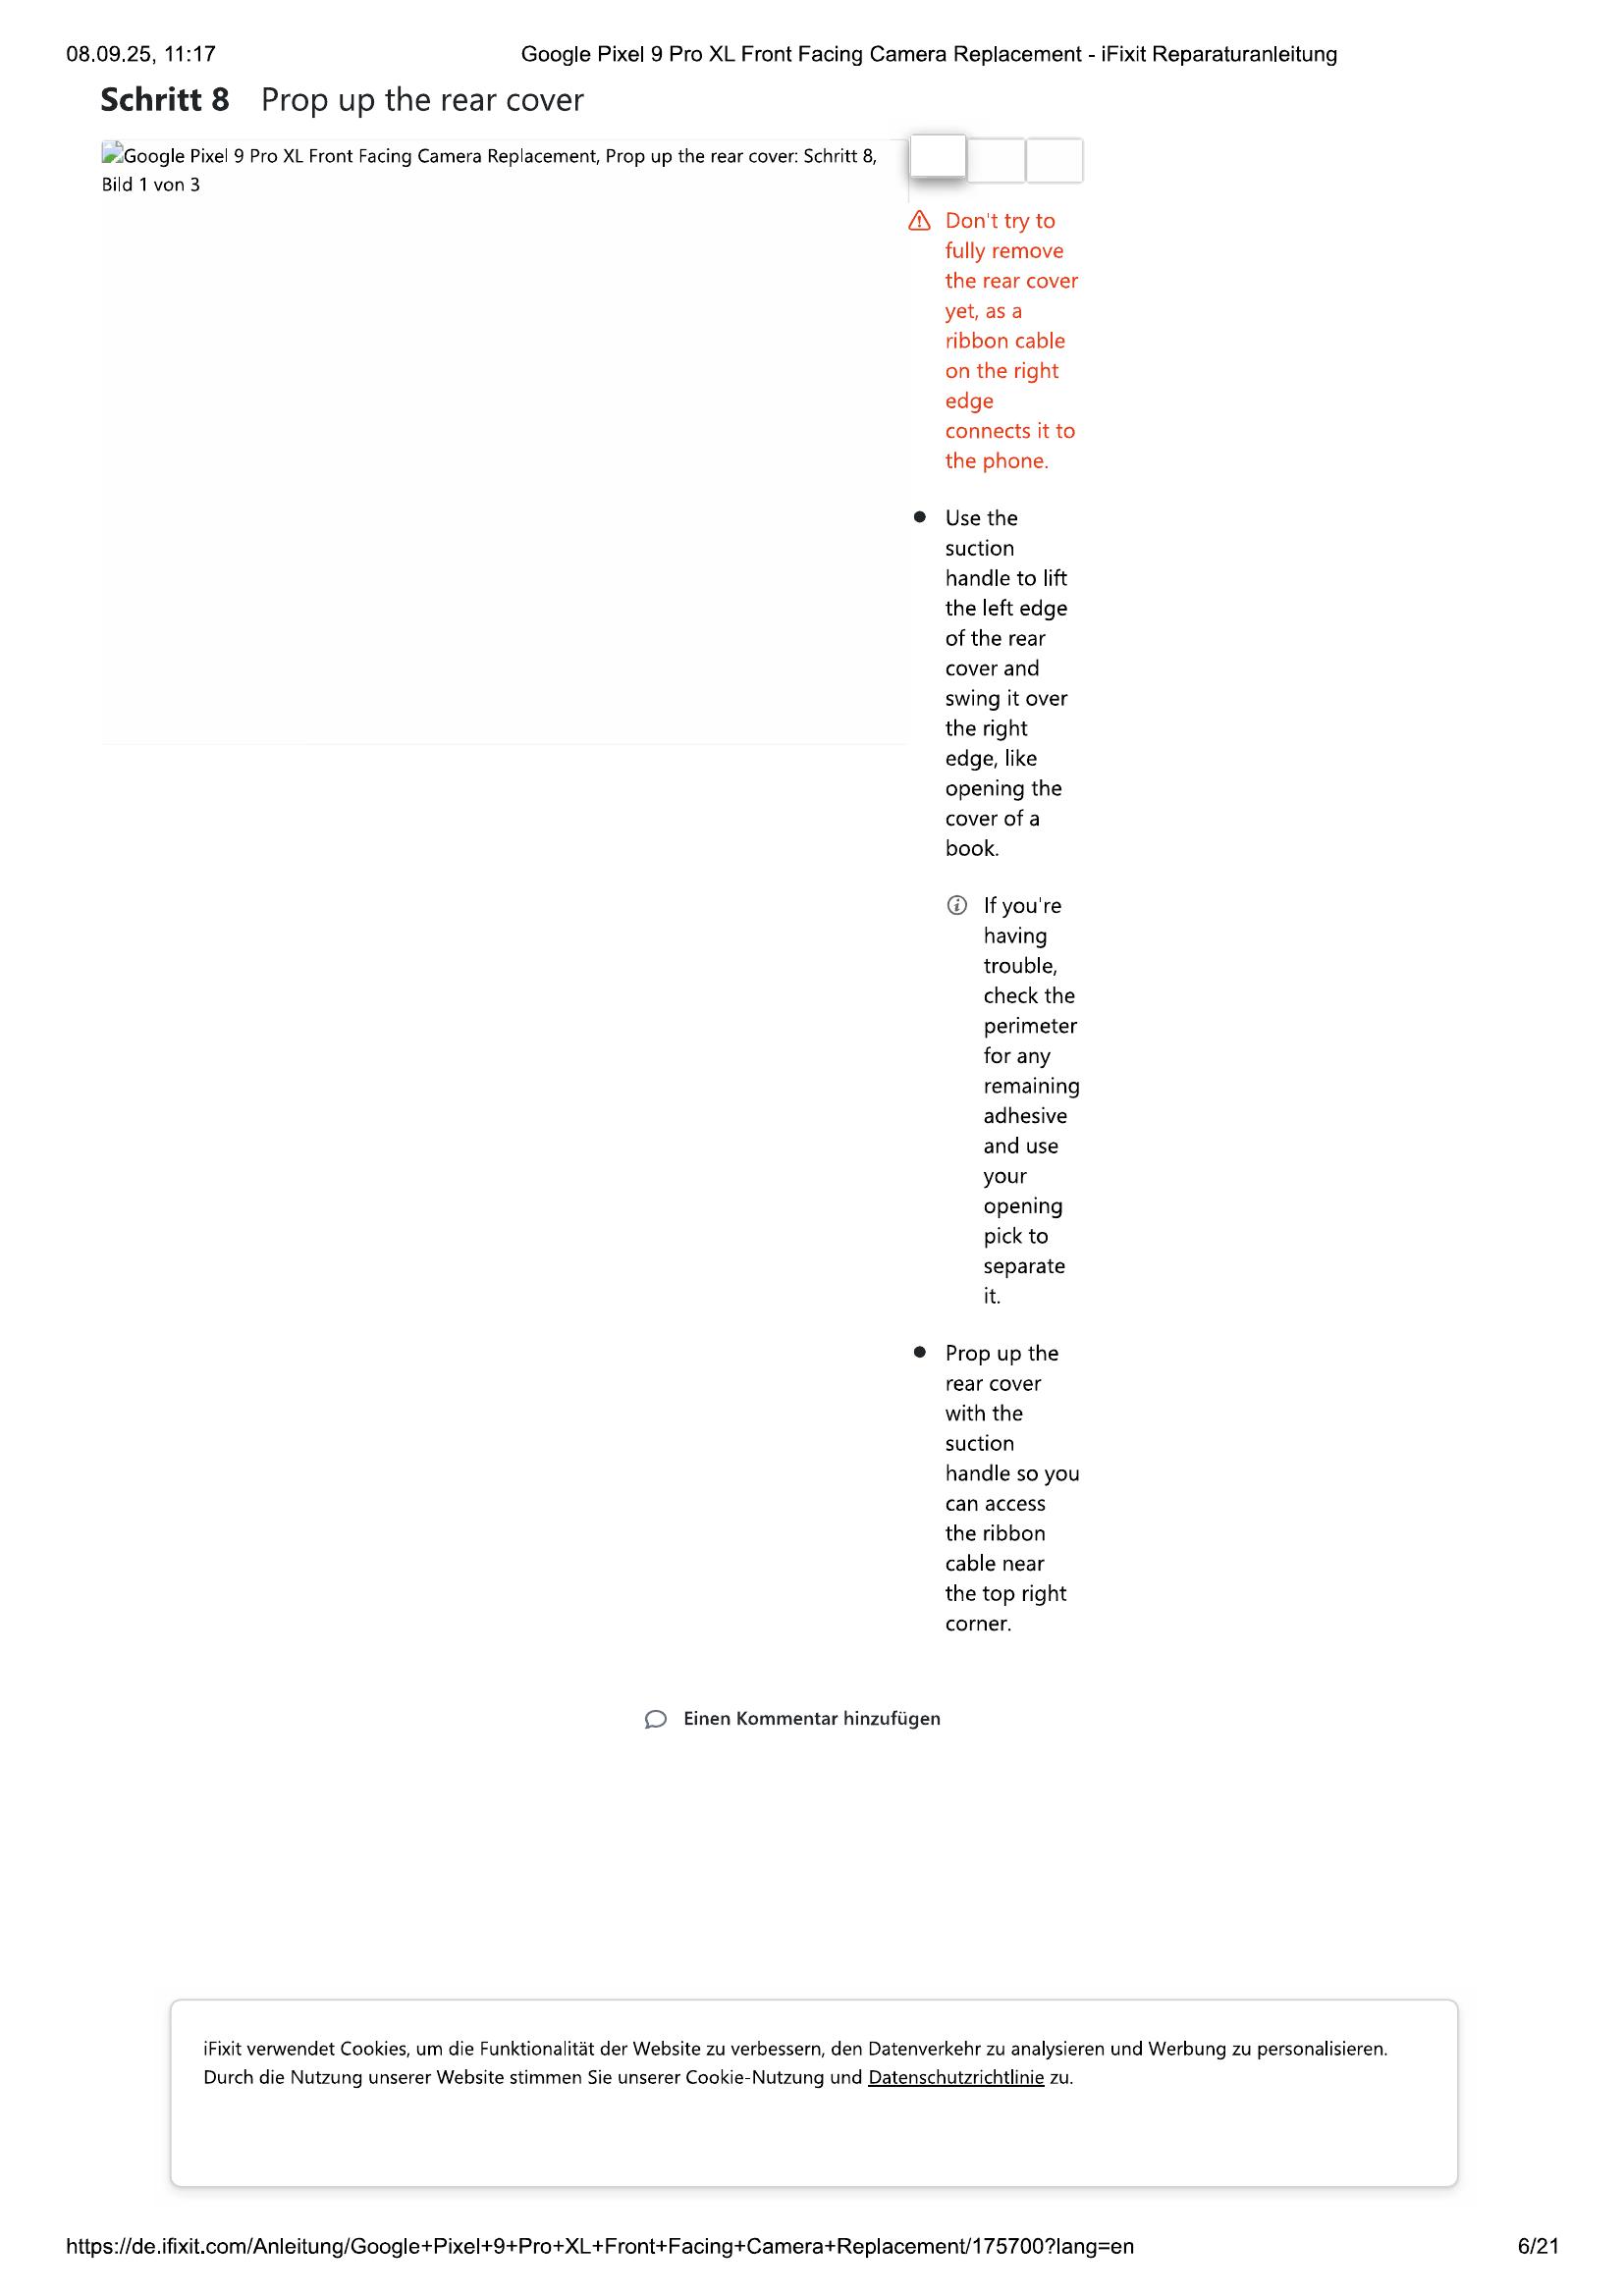 08.09.25, 11:17
Google Pixel 9 Pro XL Front Facing Camera Replacement - iFixit Reparaturanleitung
Schritt 8 Prop up the rear cover
Google Pixel 9 Pro XL Front Facing Camera Replacement, Prop up the rear cover: Schritt 8,
Bild 1 von 3
Don't try to
fully remove
the rear cover
yet, as a
ribbon cable
on the right
edge
connects it to
the phone.
Use the
suction
handle to lift
the left edge
of the rear
cover and
swing it over
the right
edge, like
opening the
cover of a
book.
If you're
having
trouble,
check the
perimeter
for any
remaining
adhesive
and use
your
opening
pick to
separate
it.
Prop up the
rear cover
with the
suction
handle so you
can access
the ribbon
cable near
the top right
corner.
Einen Kommentar hinzufügen
iFixit verwendet Cookies, um die Funktionalität der Website zu verbessern, den Datenverkehr zu analysieren und Werbung zu personalisieren.
Durch die Nutzung unserer Website stimmen Sie unserer Cookie-Nutzung und Datenschutzrichtlinie zu.
https://de.ifixit.com/Anleitung/Google+Pixel+9+Pro+XL+Front+Facing+Camera+Replacement/175700?lang=en
6/21